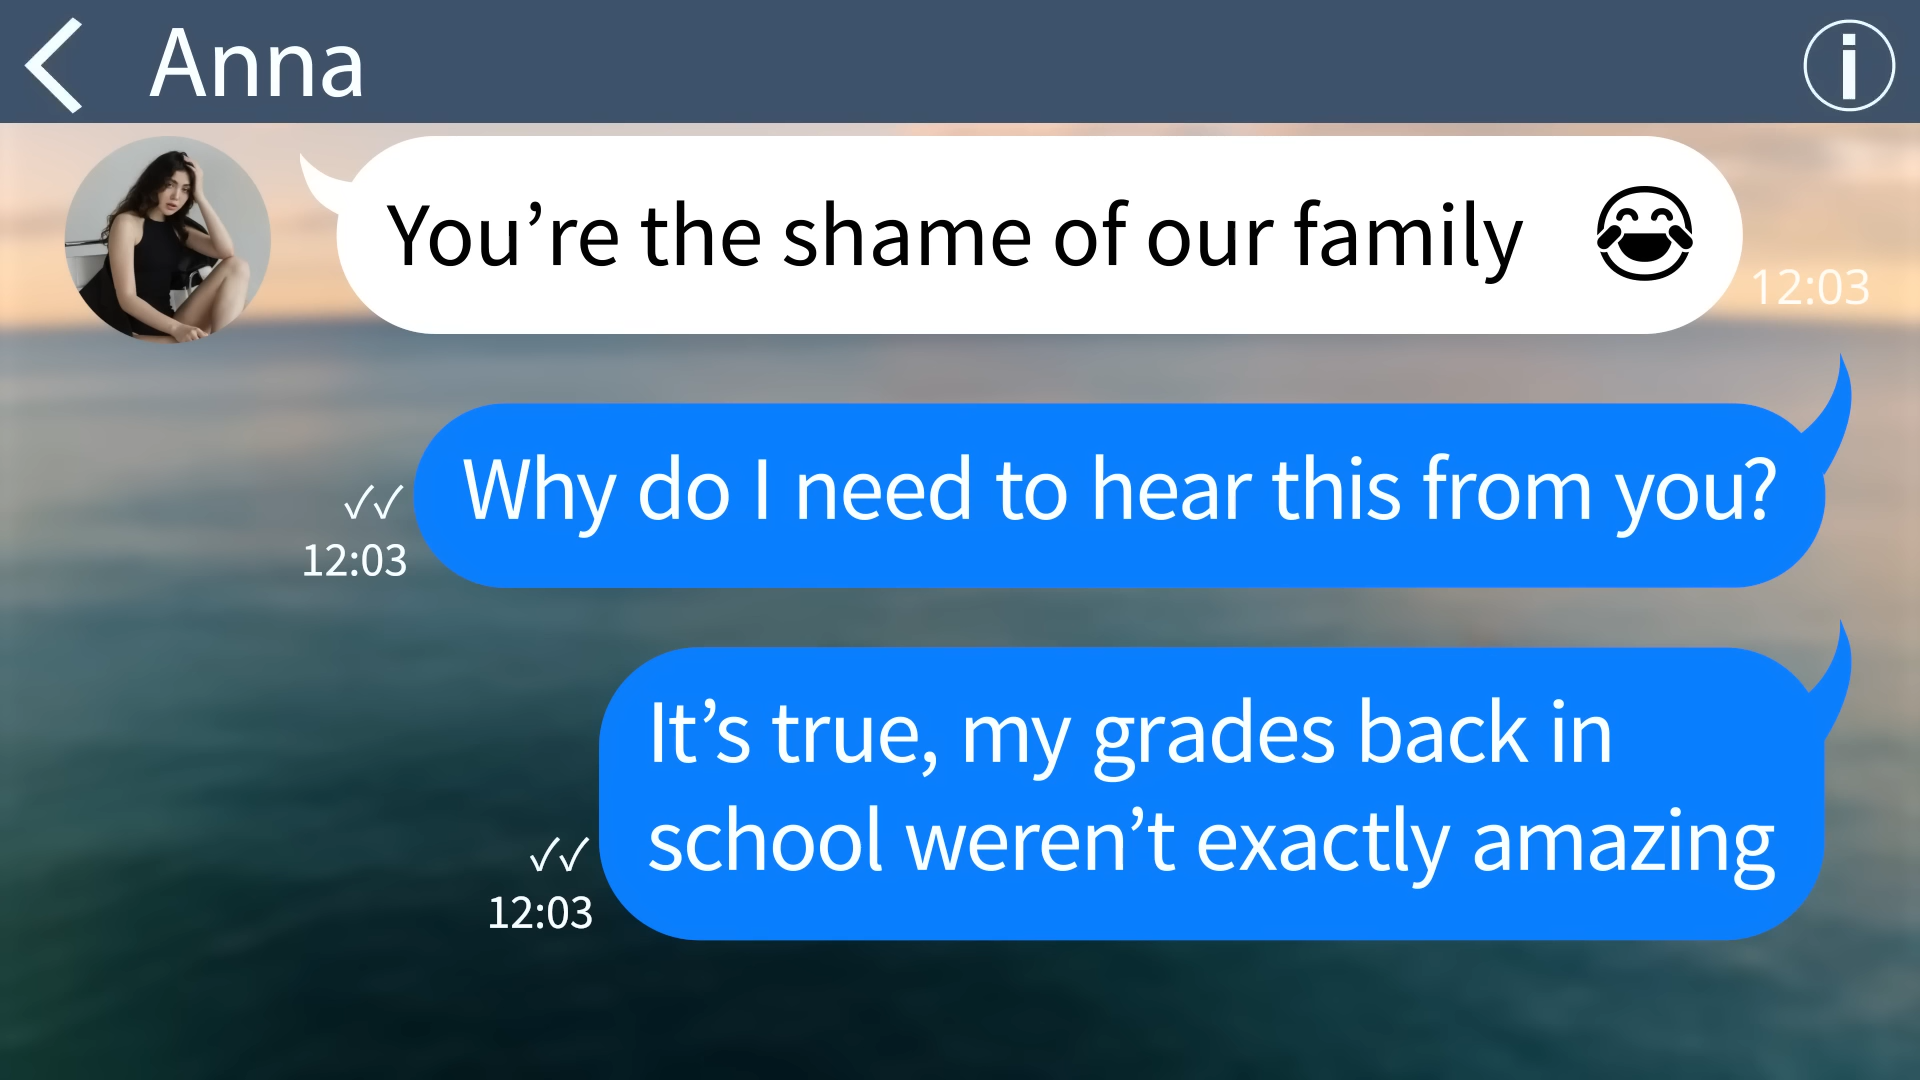 Anna
You’re the shame of our family 😂
12:03
Why do I need to hear this from you?
✓✓
12:03
It’s true, my grades back in
school weren’t exactly amazing
✓✓
12:03